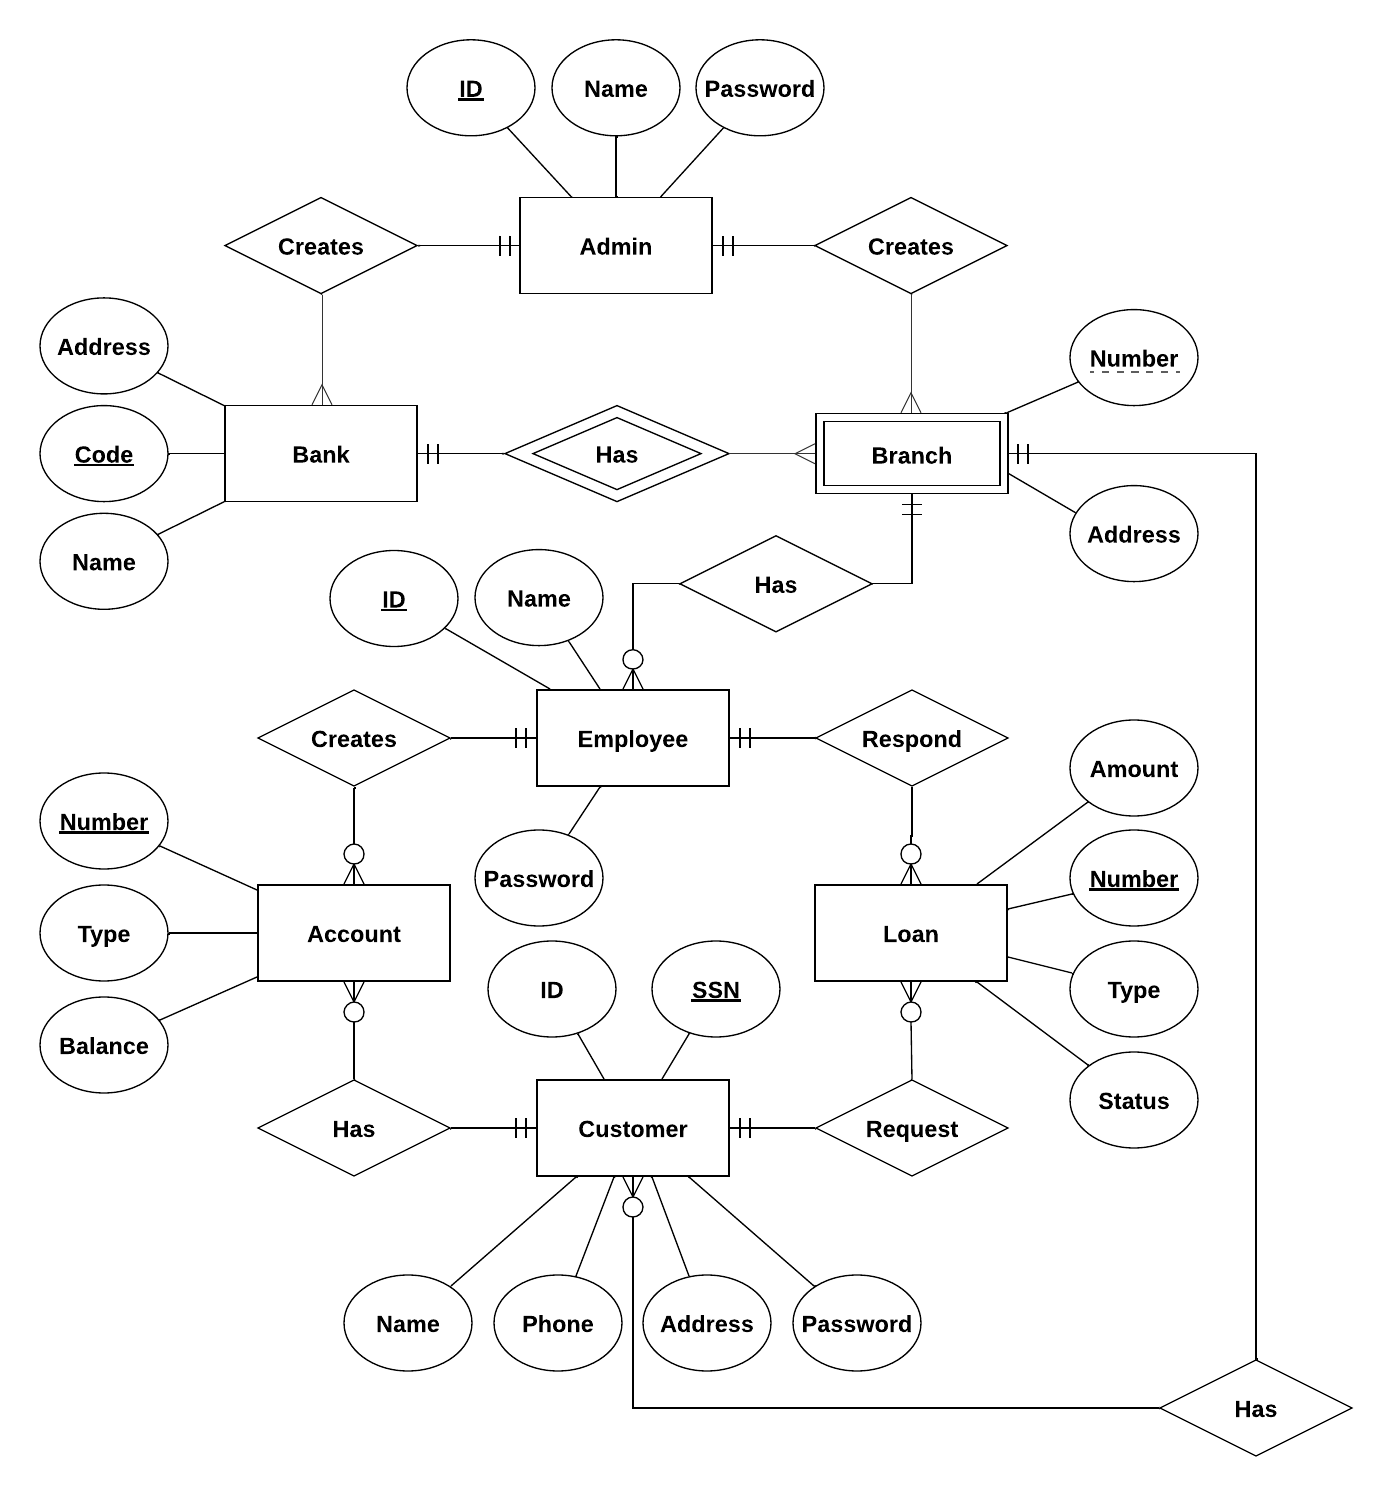 ID
Name
Password
Creates
Admin
Creates
Address
Number
Code
Bank
Has
Branch
Name
Address
ID
Name
Has
Creates
Employee
Respond
Amount
Number
Password
Number
Type
Account
Loan
ID
SSN
Type
Balance
Status
Has
Customer
Request
Name
Phone
Address
Password
Has